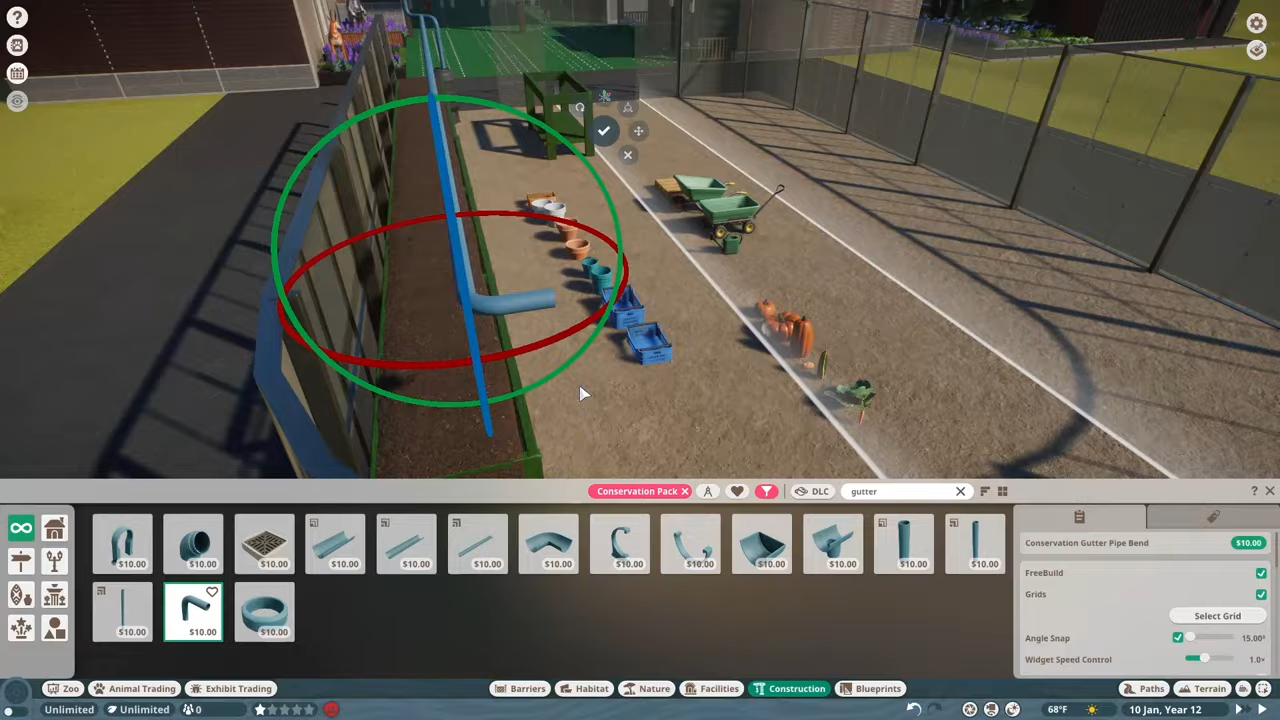 Conservation Pack
DLC
gutter
?
$10.00 $10.00 $10.00 $10.00 $10.00 $10.00 $10.00 $10.00 $10.00 $10.00 $10.00 $10.00 $10.00
$10.00 $10.00 $10.00
Conservation Gutter Pipe Bend $10.00
FreeBuild
Grids
Select Grid
Angle Snap 15.00°
Widget Speed Control 1.0×
Zoo Animal Trading Exhibit Trading Barriers Habitat Nature Facilities Construction Blueprints Paths Terrain
Unlimited Unlimited 0 68°F 10 Jan, Year 12